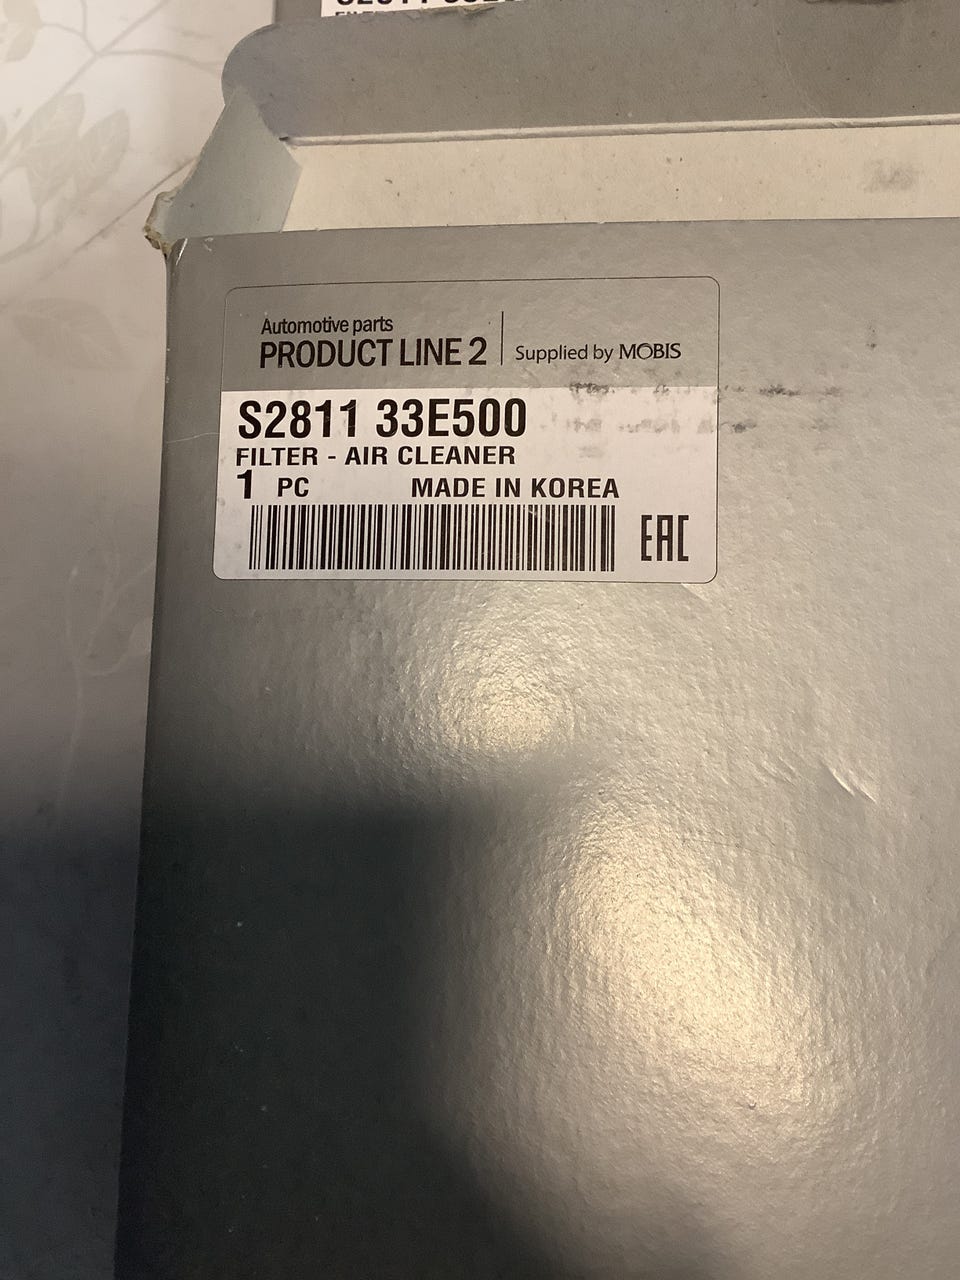 Automotive parts
PRODUCT LINE 2
Supplied by MOBIS
S2811 33E500
FILTER - AIR CLEANER
1 PC MADE IN KOREA
EAC